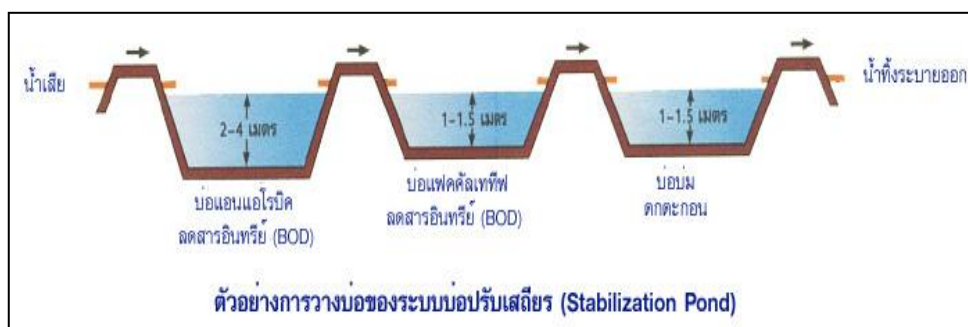 น้ำเสีย
น้ำทิ้งระบายออก
2-4 เมตร
1-1.5 เมตร
1-1.5 เมตร
บ่อแอนแอโรบิค
ลดสารอินทรีย์ (BOD)
บ่อแฟคคัลเททีฟ
ลดสารอินทรีย์ (BOD)
บ่อบ่ม
ตกตะกอน
ตัวอย่างการวางบ่อของระบบบ่อปรับเสถียร (Stabilization Pond)